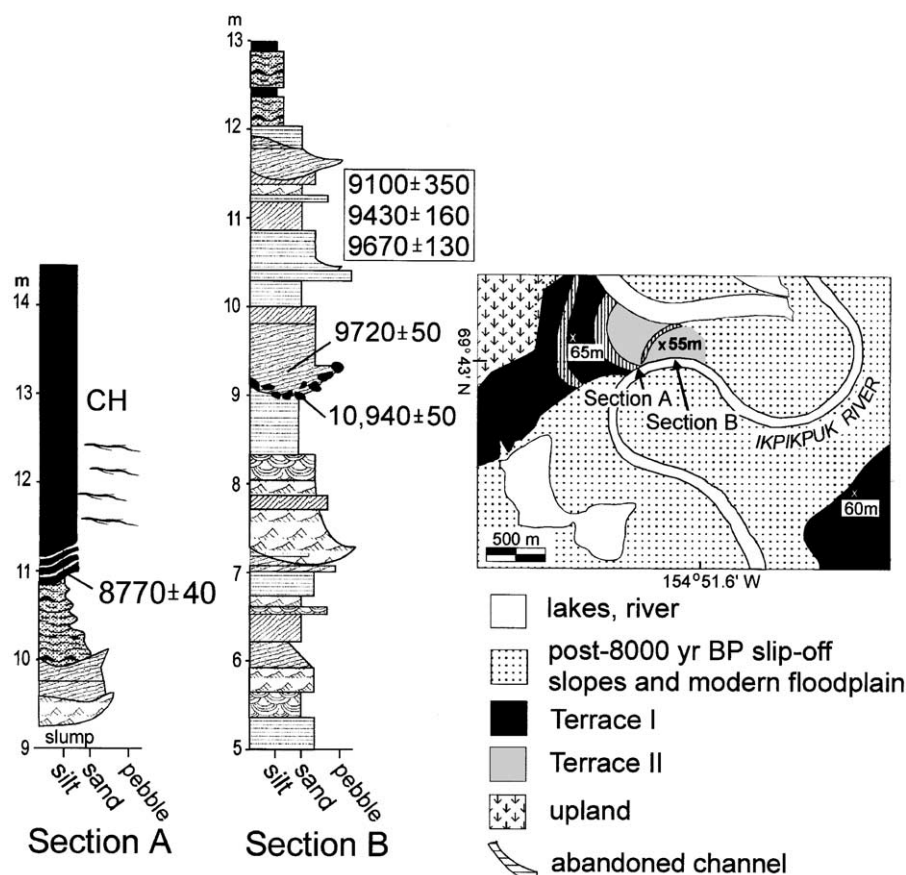 m
14
13
12
11
10
9
CH
8770±40
slump
silt
sand
pebble
Section A
m
13
12
11
10
9
8
7
6
5
9100±350
9430±160
9670±130
9720±50
10,940±50
silt
sand
pebble
Section B
69° 43' N
x
65m
x 55m
Section A
Section B
IKPIKPUK RIVER
x
60m
500 m
154° 51.6' W
lakes, river
post-8000 yr BP slip-off
slopes and modern floodplain
Terrace I
Terrace II
upland
abandoned channel